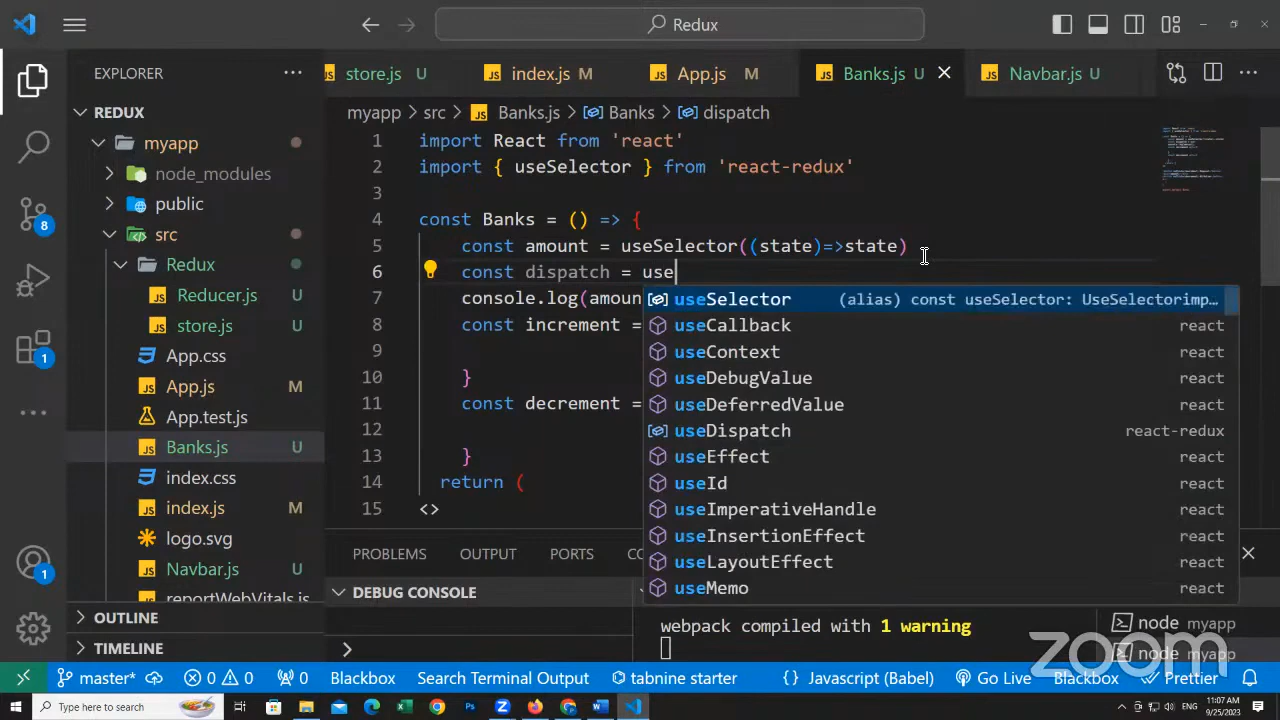 Redux
EXPLORER
REDUX
myapp
node_modules
public
src
Redux
Reducer.js U
store.js U
App.css
App.js M
App.test.js
Banks.js U
index.css
index.js M
logo.svg
Navbar.js U
reportWebVitals.js
OUTLINE
TIMELINE
8
1
1
store.js U
index.js M
App.js M
Banks.js U
Navbar.js U
myapp > src > Banks.js > Banks > dispatch
1 import React from 'react'
2 import { useSelector } from 'react-redux'
3
4 const Banks = () => {
5 const amount = useSelector((state)=>state)
6 const dispatch = use
7 console.log(amoun
8 const increment =
9
10 }
11 const decrement =
12
13 }
14 return (
15 <>
useSelector (alias) const useSelector: UseSelectorimp…
useCallback react
useContext react
useDebugValue react
useDeferredValue react
useDispatch react-redux
useEffect react
useId react
useImperativeHandle react
useInsertionEffect react
useLayoutEffect react
useMemo react
PROBLEMS OUTPUT PORTS CO
DEBUG CONSOLE
webpack compiled with 1 warning
node myapp
node myapp
zoom
master* 0 0 0 Blackbox Search Terminal Output tabnine starter {} Javascript (Babel) Go Live Blackbox Prettier
Type here to search
11:07 AM
9/25/2023